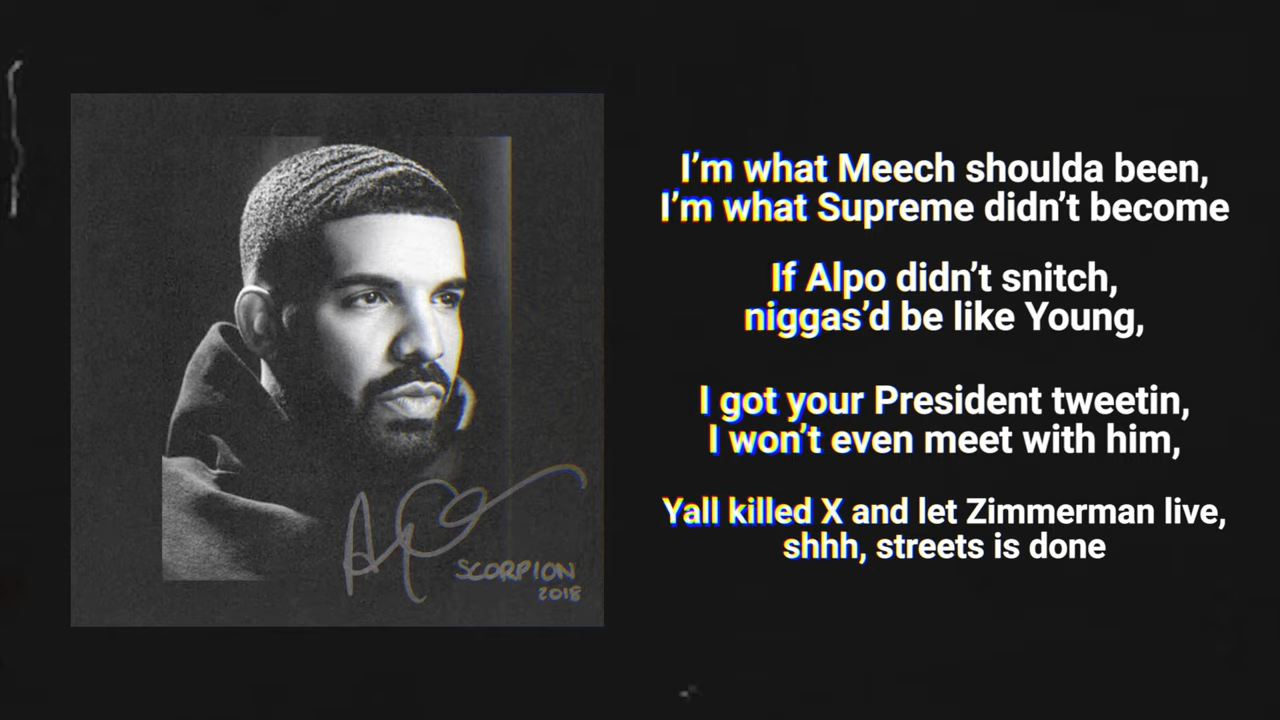 SCORPION
2018
I'm what Meech shoulda been,
I'm what Supreme didn't become
If Alpo didn't snitch,
niggas'd be like Young,
I got your President tweetin,
I won't even meet with him,
Yall killed X and let Zimmerman live,
shhh, streets is done